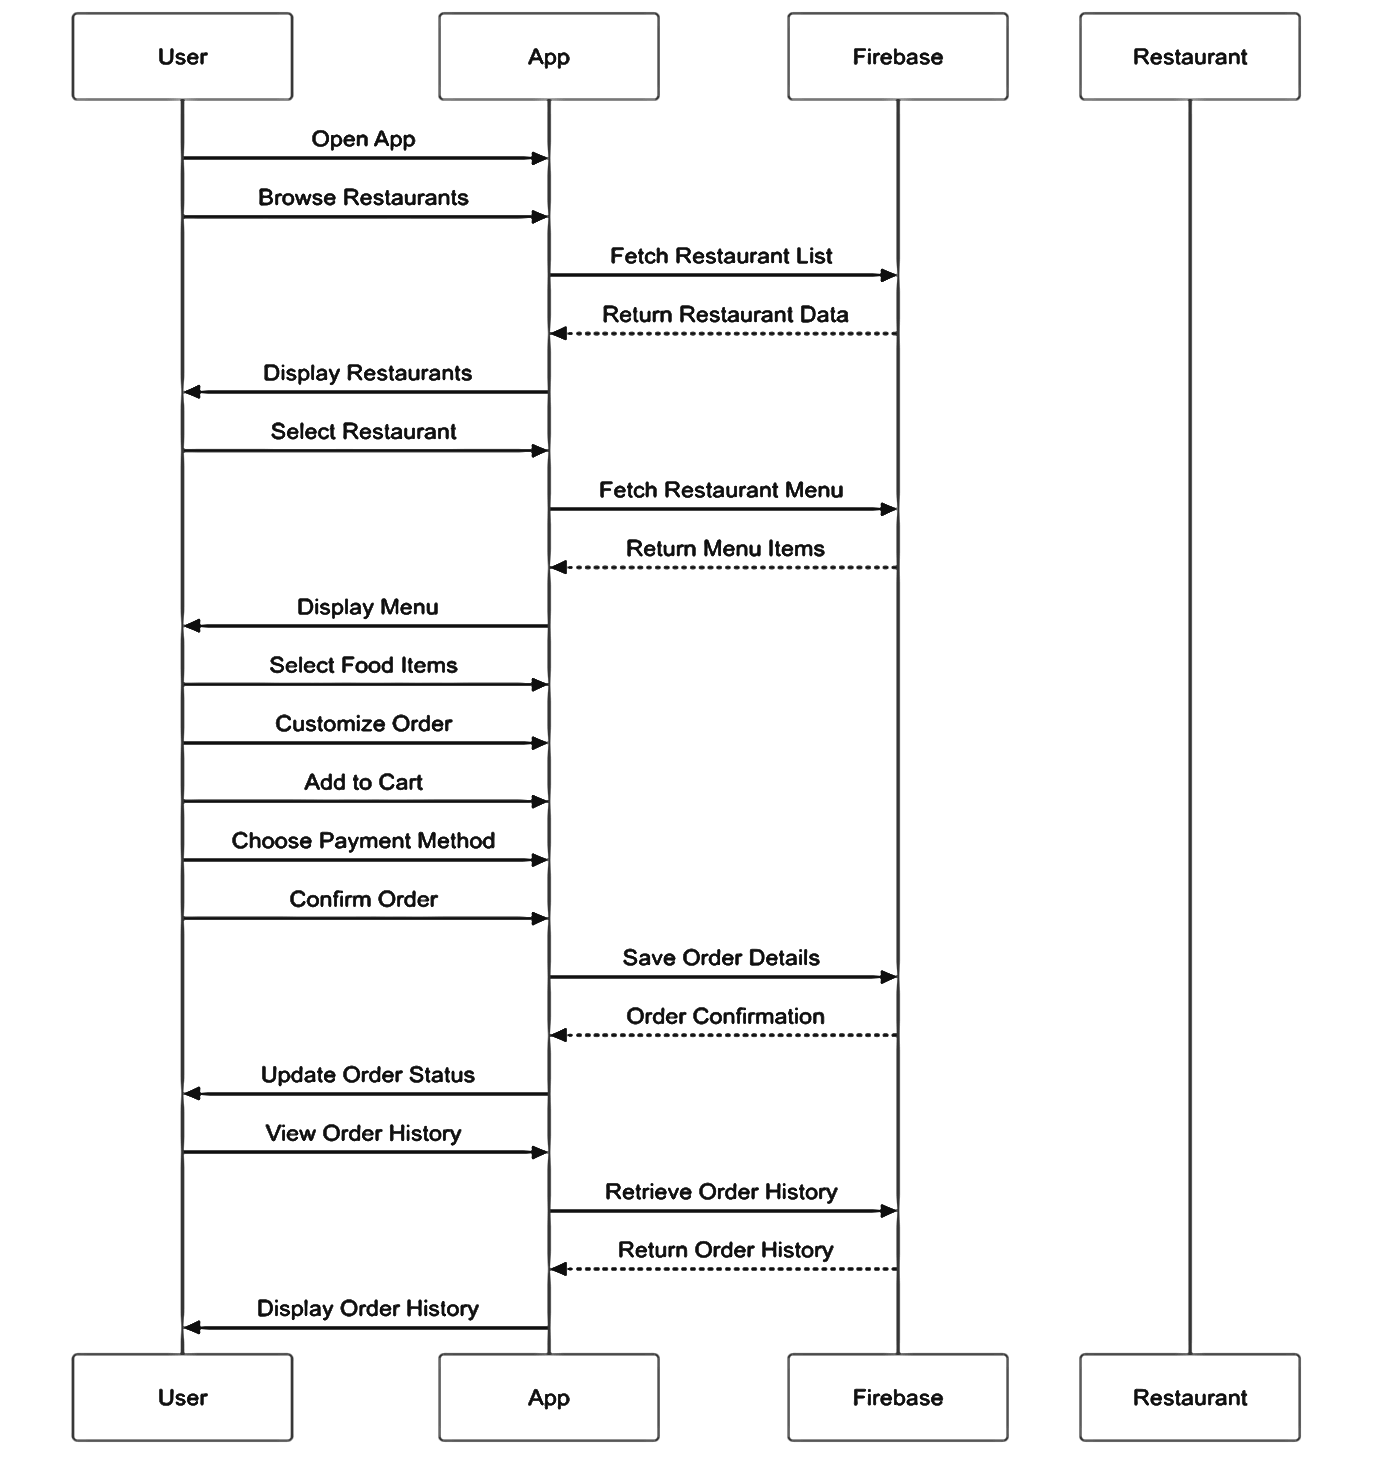 User
App
Firebase
Restaurant
Open App
Browse Restaurants
Fetch Restaurant List
Return Restaurant Data
Display Restaurants
Select Restaurant
Fetch Restaurant Menu
Return Menu Items
Display Menu
Select Food Items
Customize Order
Add to Cart
Choose Payment Method
Confirm Order
Save Order Details
Order Confirmation
Update Order Status
View Order History
Retrieve Order History
Return Order History
Display Order History
User
App
Firebase
Restaurant